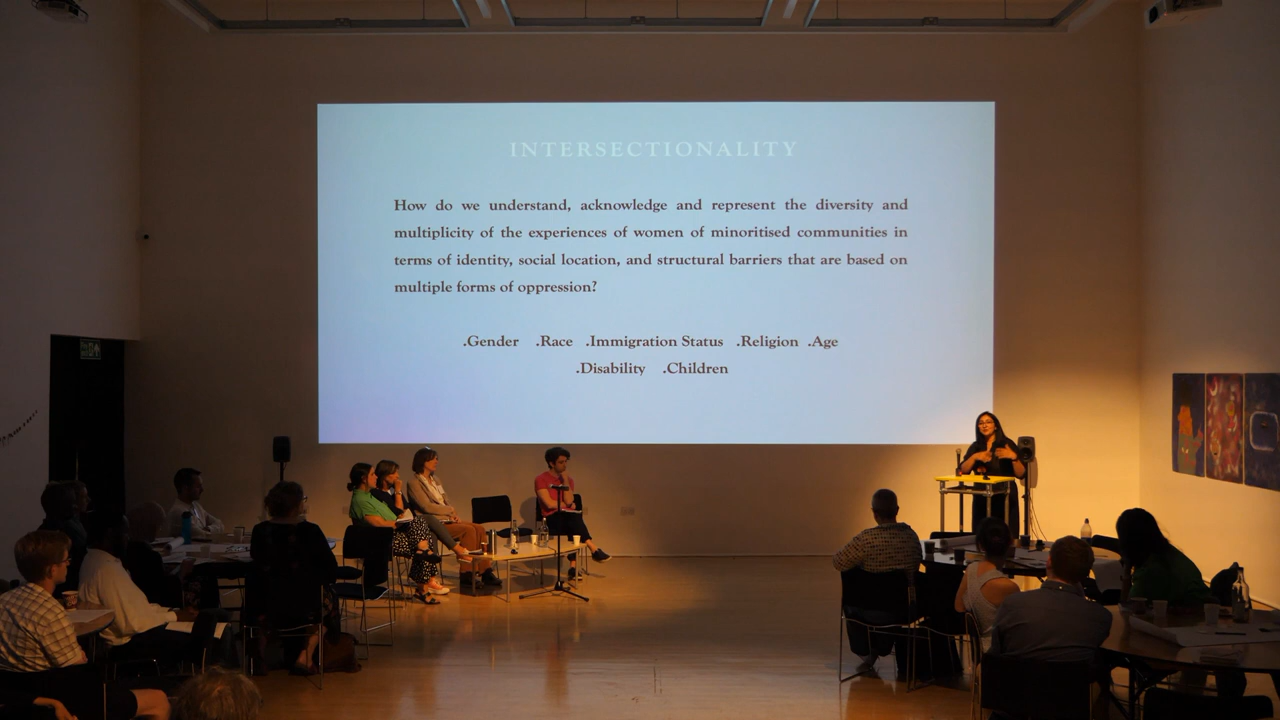 INTERSECTIONALITY
How do we understand, acknowledge and represent the diversity and
multiplicity of the experiences of women of minoritised communities in
terms of identity, social location, and structural barriers that are based on
multiple forms of oppression?
.Gender .Race .Immigration Status .Religion .Age
.Disability .Children